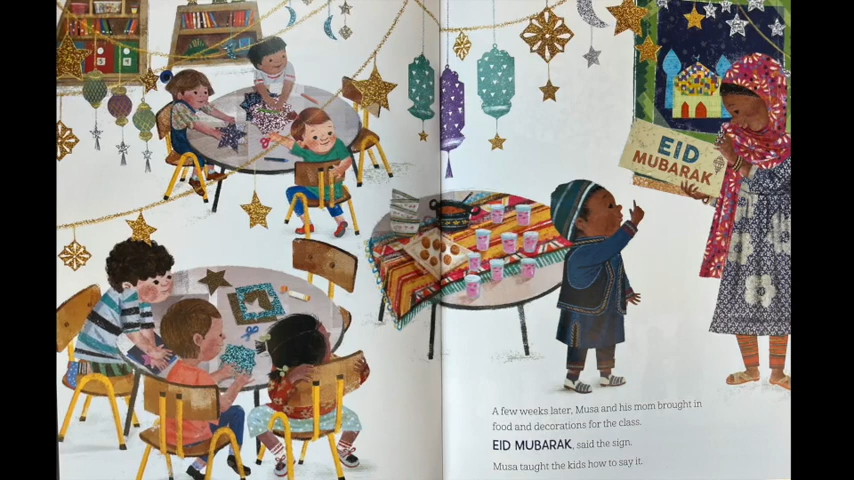 EID
MUBARAK
A few weeks later, Musa and his mom brought in
food and decorations for the class.
EID MUBARAK, said the sign.
Musa taught the kids how to say it.